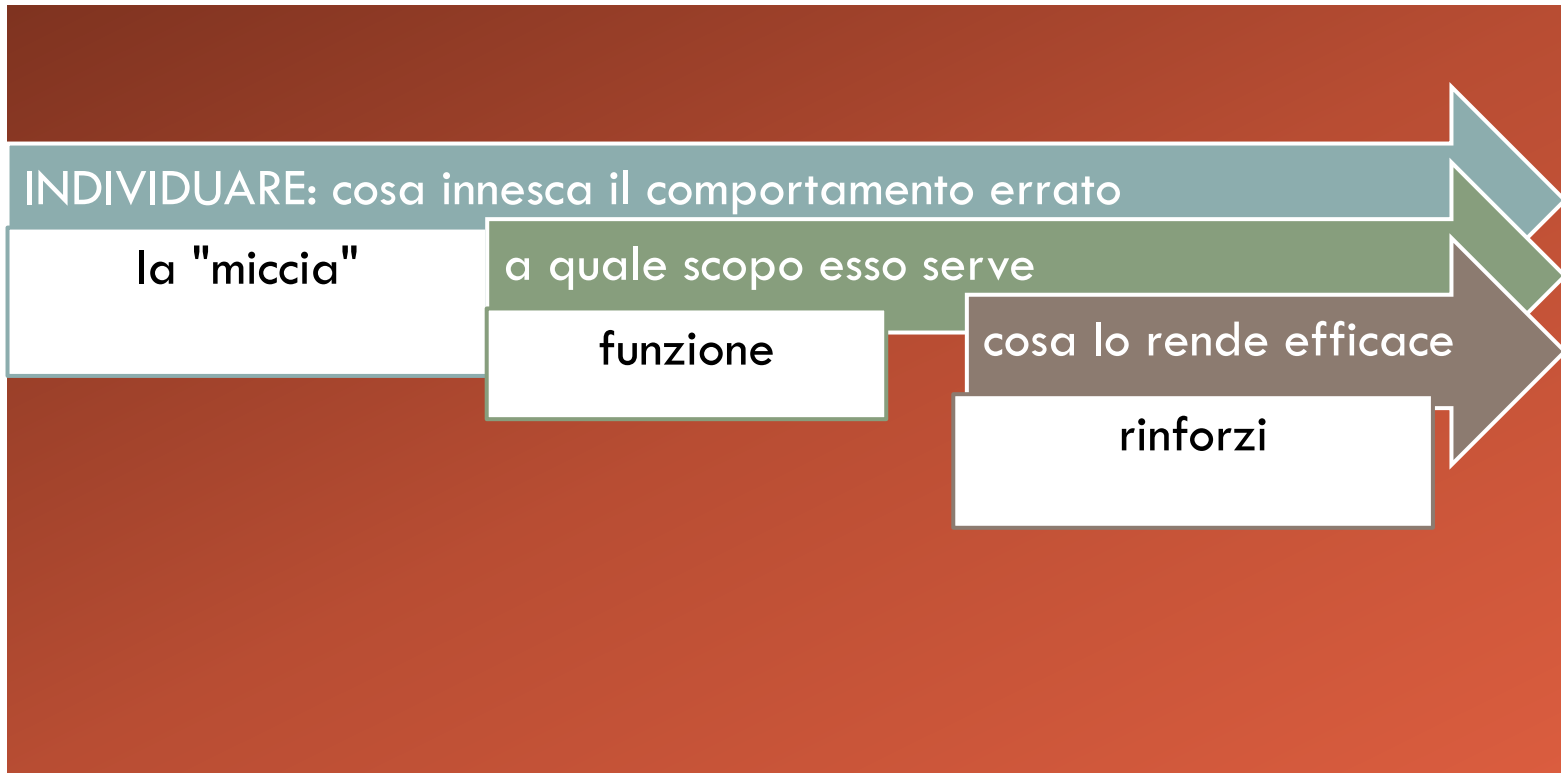 INDIVIDUARE: cosa innesca il comportamento errato
la "miccia"
a quale scopo esso serve
funzione
cosa lo rende efficace
rinforzi